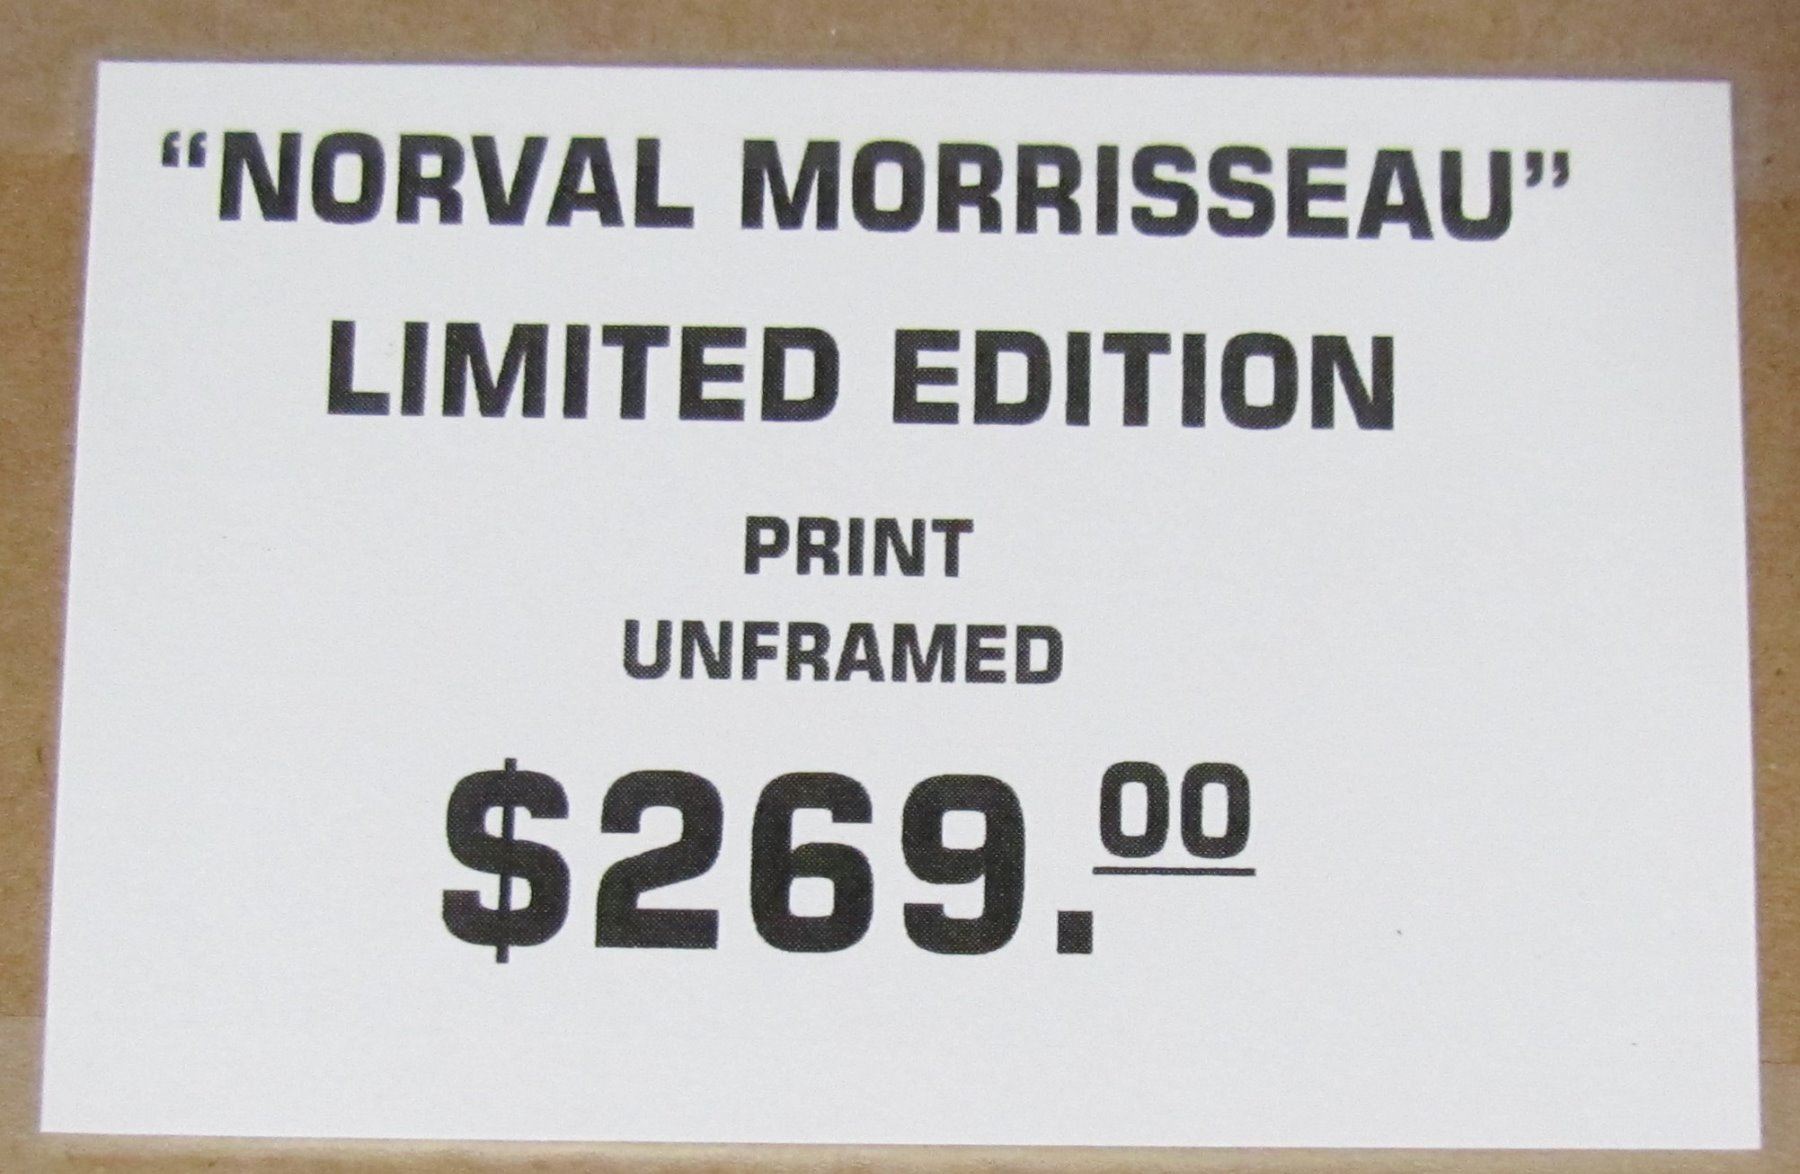 “NORVAL MORRISSEAU”
LIMITED EDITION
PRINT
UNFRAMED
$269.00